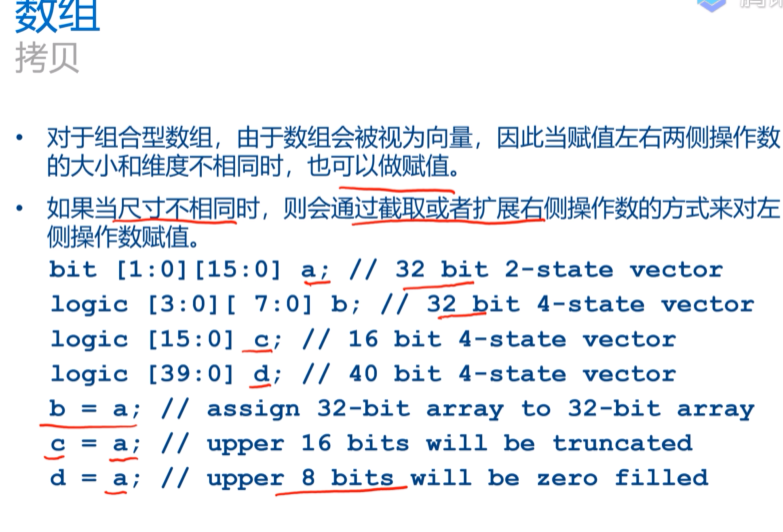 数组
拷贝
• 对于组合型数组，由于数组会被视为向量，因此当赋值左右两侧操作数
的大小和维度不相同时，也可以做赋值。
• 如果当尺寸不相同时，则会通过截取或者扩展右侧操作数的方式来对左
侧操作数赋值。
bit [1:0][15:0] a; // 32 bit 2-state vector
logic [3:0][ 7:0] b; // 32 bit 4-state vector
logic [15:0] c; // 16 bit 4-state vector
logic [39:0] d; // 40 bit 4-state vector
b = a; // assign 32-bit array to 32-bit array
c = a; // upper 16 bits will be truncated
d = a; // upper 8 bits will be zero filled